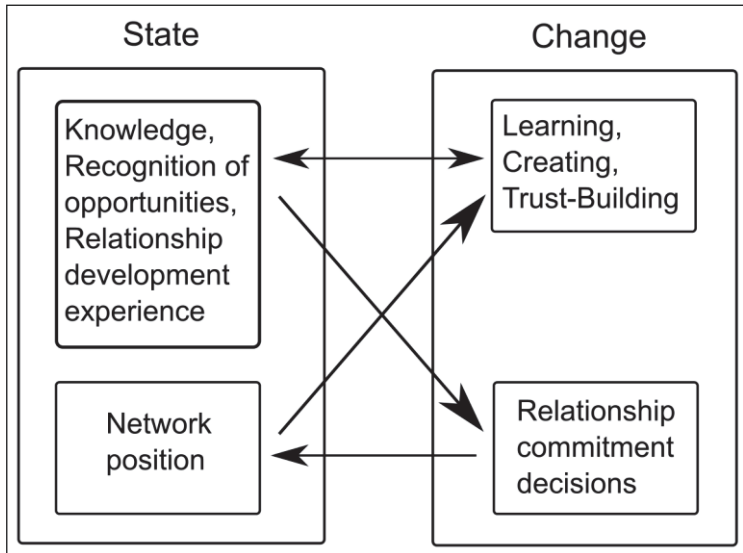 State
Knowledge,
Recognition of
opportunities,
Relationship
development
experience
Network
position
Change
Learning,
Creating,
Trust-Building
Relationship
commitment
decisions